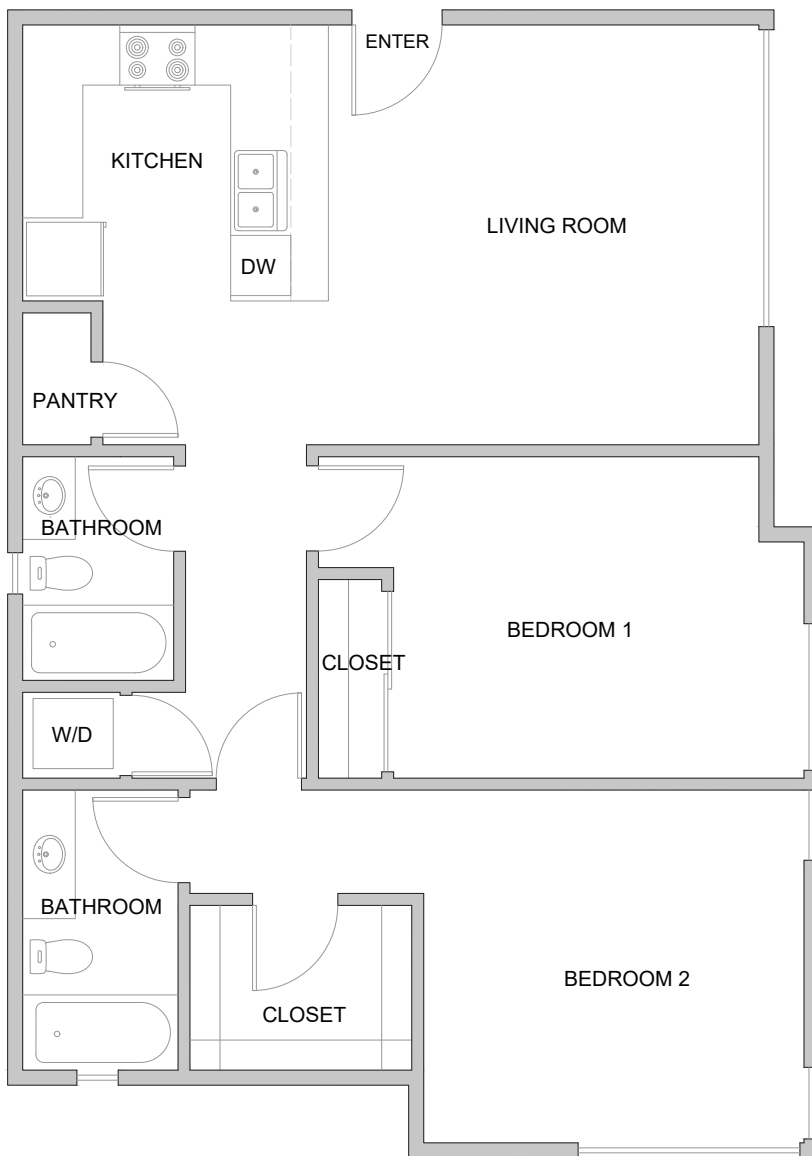 ENTER
KITCHEN
LIVING ROOM
DW
PANTRY
BATHROOM
BEDROOM 1
CLOSET
W/D
BATHROOM
BEDROOM 2
CLOSET